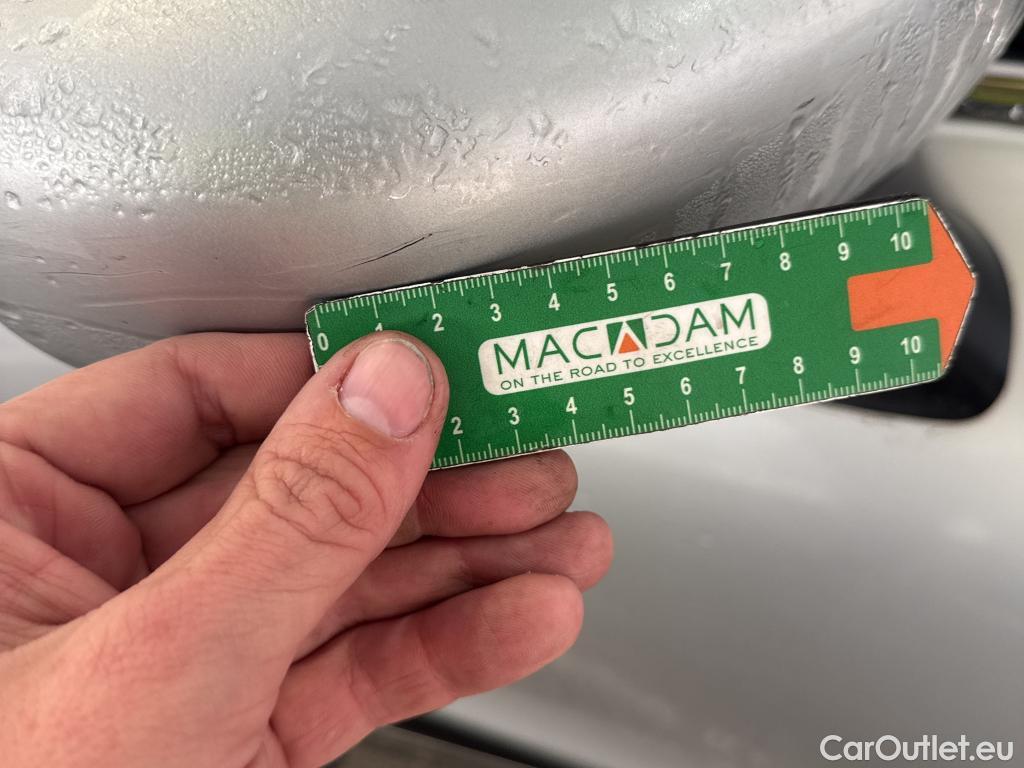 0 1 2 3 4 5 6 7 8 9 10
MACADAM
ON THE ROAD TO EXCELLENCE
2 3 4 5 6 7 8 9 10
CarOutlet.eu